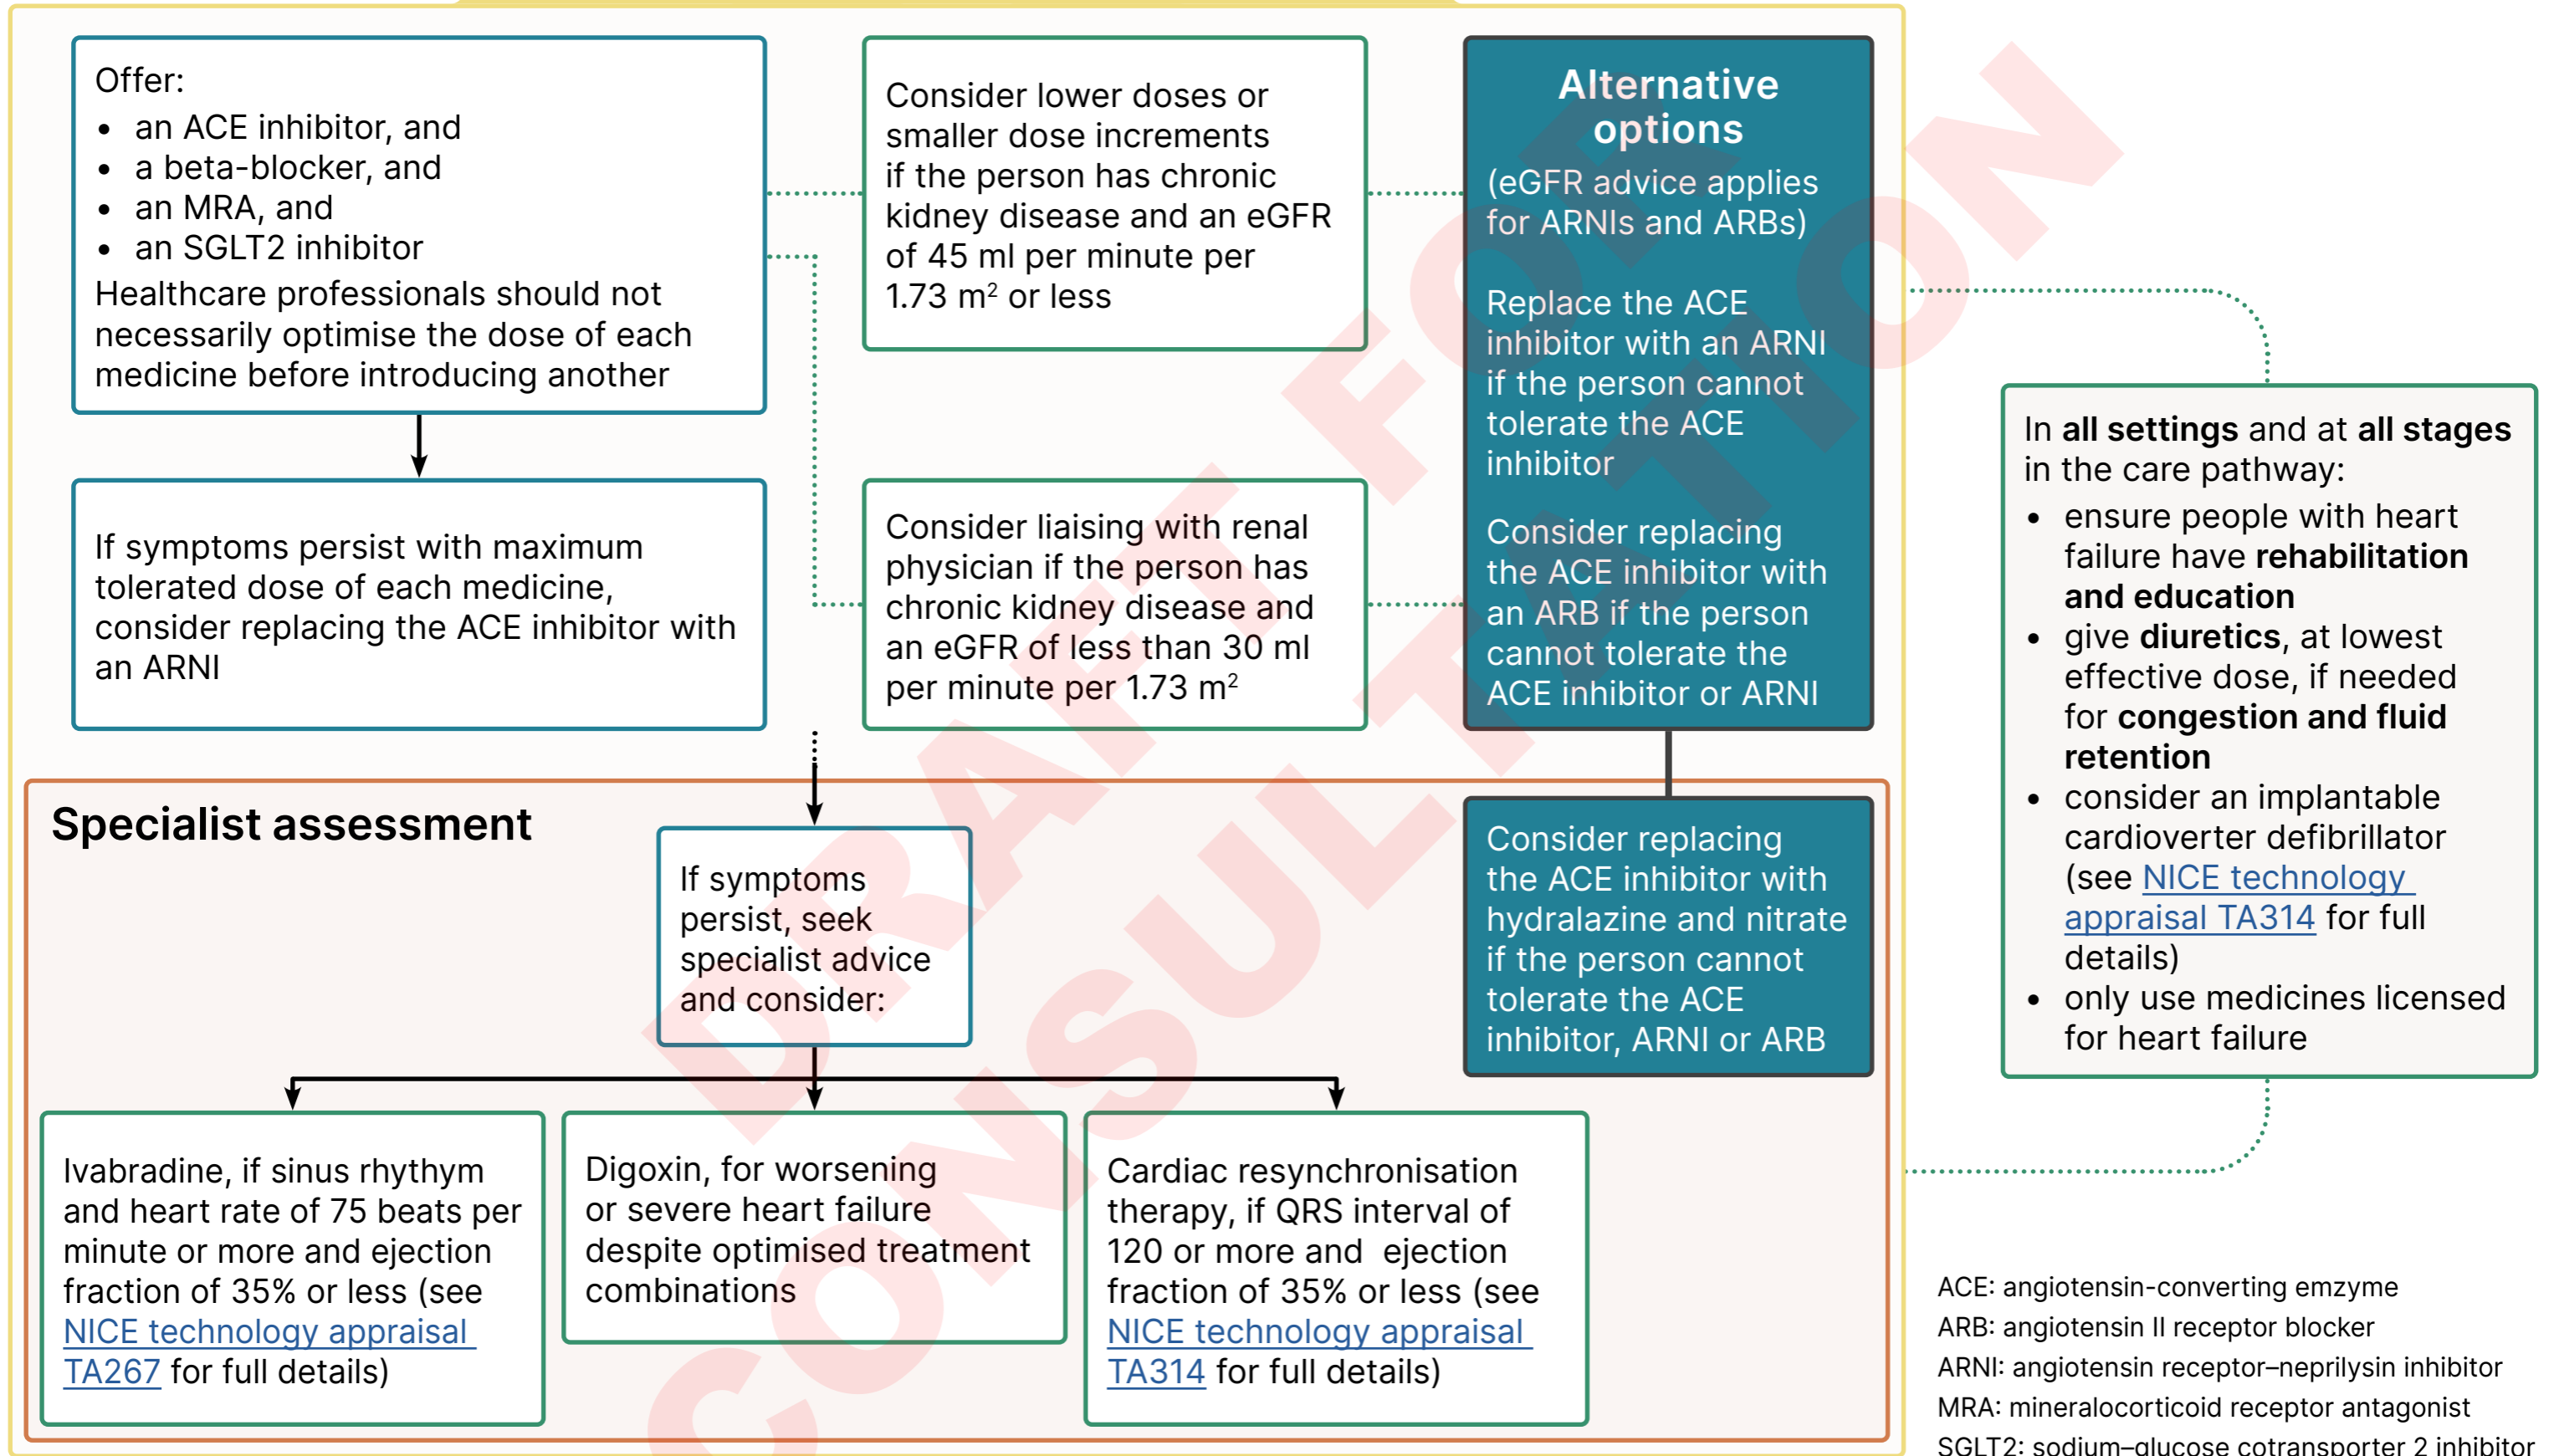 Offer:
• an ACE inhibitor, and
• a beta-blocker, and
• an MRA, and
• an SGLT2 inhibitor
Healthcare professionals should not
necessarily optimise the dose of each
medicine before introducing another
If symptoms persist with maximum
tolerated dose of each medicine,
consider replacing the ACE inhibitor with
an ARNI
Consider lower doses or
smaller dose increments
if the person has chronic
kidney disease and an eGFR
of 45 ml per minute per
1.73 m² or less
Consider liaising with renal
physician if the person has
chronic kidney disease and
an eGFR of less than 30 ml
per minute per 1.73 m²
Alternative
options
(eGFR advice applies
for ARNIs and ARBs)
Replace the ACE
inhibitor with an ARNI
if the person cannot
tolerate the ACE
inhibitor
Consider replacing
the ACE inhibitor with
an ARB if the person
cannot tolerate the
ACE inhibitor or ARNI
Specialist assessment
If symptoms
persist, seek
specialist advice
and consider:
Consider replacing
the ACE inhibitor with
hydralazine and nitrate
if the person cannot
tolerate the ACE
inhibitor, ARNI or ARB
Ivabradine, if sinus rhythym
and heart rate of 75 beats per
minute or more and ejection
fraction of 35% or less (see
NICE technology appraisal
TA267 for full details)
Digoxin, for worsening
or severe heart failure
despite optimised treatment
combinations
Cardiac resynchronisation
therapy, if QRS interval of
120 or more and ejection
fraction of 35% or less (see
NICE technology appraisal
TA314 for full details)
In all settings and at all stages
in the care pathway:
• ensure people with heart
failure have rehabilitation
and education
• give diuretics, at lowest
effective dose, if needed
for congestion and fluid
retention
• consider an implantable
cardioverter defibrillator
(see NICE technology
appraisal TA314 for full
details)
• only use medicines licensed
for heart failure
ACE: angiotensin-converting emzyme
ARB: angiotensin II receptor blocker
ARNI: angiotensin receptor–neprilysin inhibitor
MRA: mineralocorticoid receptor antagonist
SGLT2: sodium–glucose cotransporter 2 inhibitor
DRAFT FOR
CONSULTATION